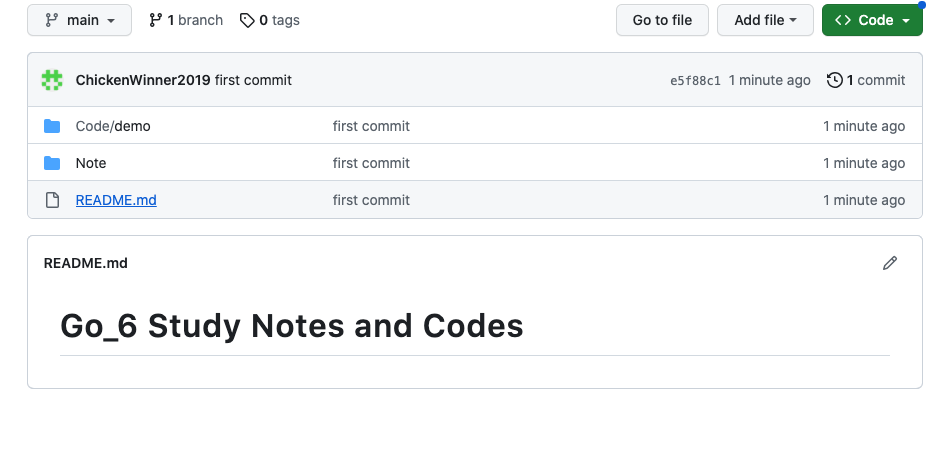 main 1 branch 0 tags Go to file Add file Code
ChickenWinner2019 first commit e5f88c1 1 minute ago 1 commit
Code/demo first commit 1 minute ago
Note first commit 1 minute ago
README.md first commit 1 minute ago
README.md
Go_6 Study Notes and Codes